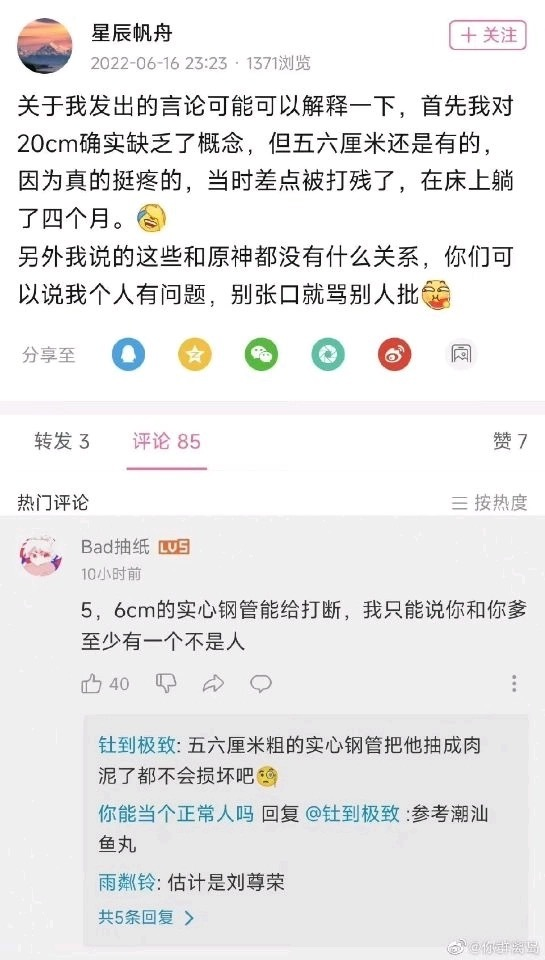 星辰帆舟
+ 关注
2022-06-16 23:23 · 1371浏览
关于我发出的言论可能可以解释一下，首先我对
20cm确实缺乏了概念，但五六厘米还是有的，
因为真的挺疼的，当时差点被打残了，在床上躺
了四个月。
另外我说的这些和原神都没有什么关系，你们可
以说我个人有问题，别张口就骂别人批
分享至
转发 3
评论 85
赞 7
热门评论
按热度
Bad抽纸 LV5
10小时前
5，6cm的实心钢管能给打断，我只能说你和你爹
至少有一个不是人
40
钍到极致: 五六厘米粗的实心钢管把他抽成肉
泥了都不会损坏吧
你能当个正常人吗 回复 @钍到极致 :参考潮汕
鱼丸
雨粼铃: 估计是刘尊荣
共5条回复 >